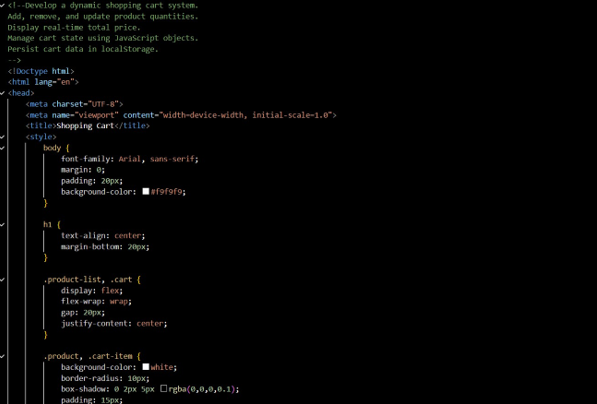 <!--Develop a dynamic shopping cart system.
Add, remove, and update product quantities.
Display real-time total price.
Manage cart state using JavaScript objects.
Persist cart data in localStorage.
-->
<!Doctype html>
<html lang="en">
<head>
<meta charset="UTF-8">
<meta name="viewport" content="width=device-width, initial-scale=1.0">
<title>Shopping Cart</title>
<style>
body {
font-family: Arial, sans-serif;
margin: 0;
padding: 20px;
background-color: #f9f9f9;
}
h1 {
text-align: center;
margin-bottom: 20px;
}
.product-list, .cart {
display: flex;
flex-wrap: wrap;
gap: 20px;
justify-content: center;
}
.product, .cart-item {
background-color: white;
border-radius: 10px;
box-shadow: 0 2px 5px rgba(0,0,0,0.1);
padding: 15px;